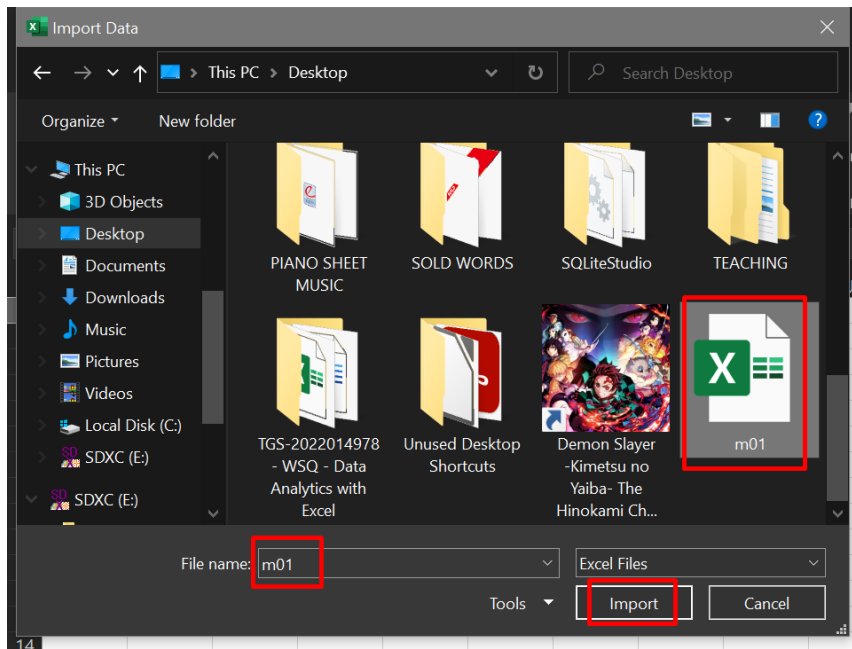 Import Data
This PC > Desktop
Search Desktop
Organize
New folder
This PC
3D Objects
Desktop
Documents
Downloads
Music
Pictures
Videos
Local Disk (C:)
SDXC (E:)
SDXC (E:)
PIANO SHEET
MUSIC
SOLD WORDS
SQLiteStudio
TEACHING
TGS-2022014978
- WSQ - Data
Analytics with
Excel
Unused Desktop
Shortcuts
Demon Slayer
-Kimetsu no
Yaiba- The
Hinokami Ch...
m01
File name: m01
Excel Files
Tools
Import
Cancel
14